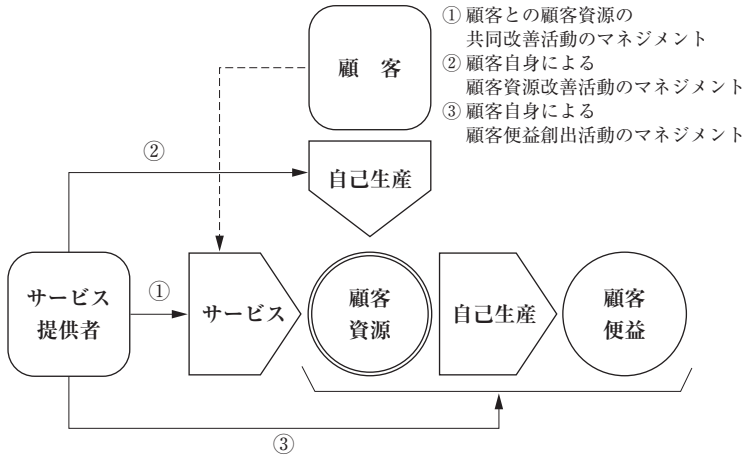 顧　客
① 顧客との顧客資源の
共同改善活動のマネジメント
② 顧客自身による
顧客資源改善活動のマネジメント
③ 顧客自身による
顧客便益創出活動のマネジメント
②
自己生産
サービス
提供者
①
サービス
顧客
資源
自己生産
顧客
便益
③